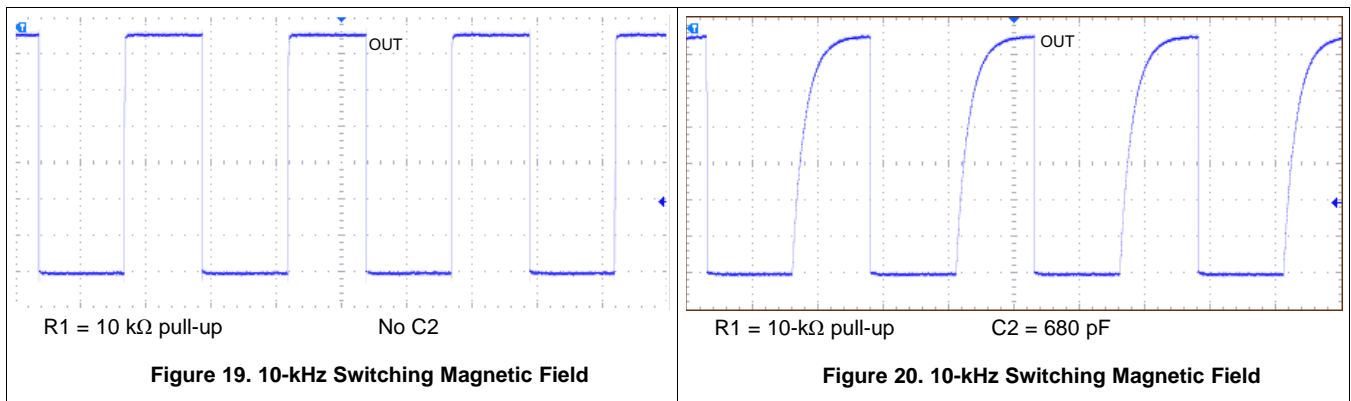 OUT
R1 = 10 kΩ pull-up No C2
Figure 19. 10-kHz Switching Magnetic Field
OUT
R1 = 10-kΩ pull-up C2 = 680 pF
Figure 20. 10-kHz Switching Magnetic Field